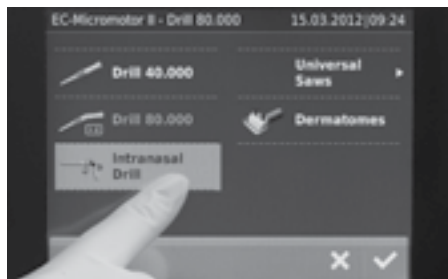 EC-Micromotor II - Drill 80.000 15.03.2012|09:24
Drill 40.000
Universal
Saws
Drill 80.000
Dermatomes
Intranasal
Drill